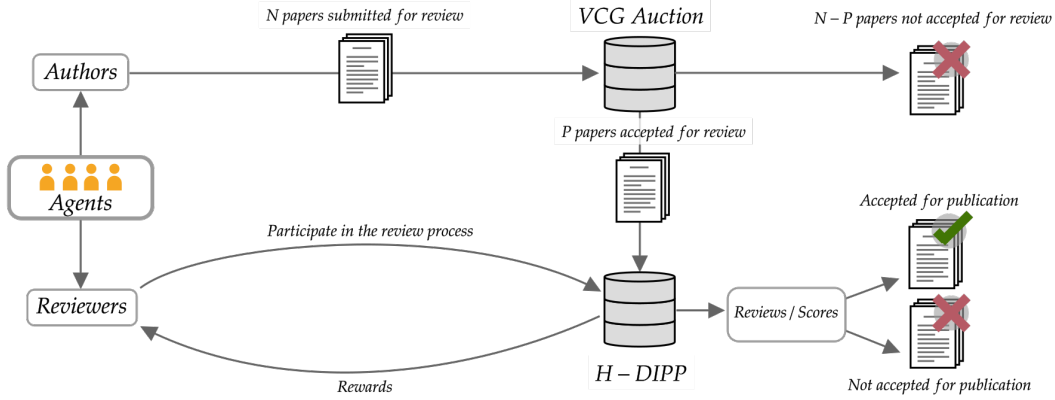 N papers submitted for review
VCG Auction
N – P papers not accepted for review
Authors
P papers accepted for review
Agents
Accepted for publication
Participate in the review process
Reviewers
Reviews / Scores
Rewards
H – DIPP
Not accepted for publication